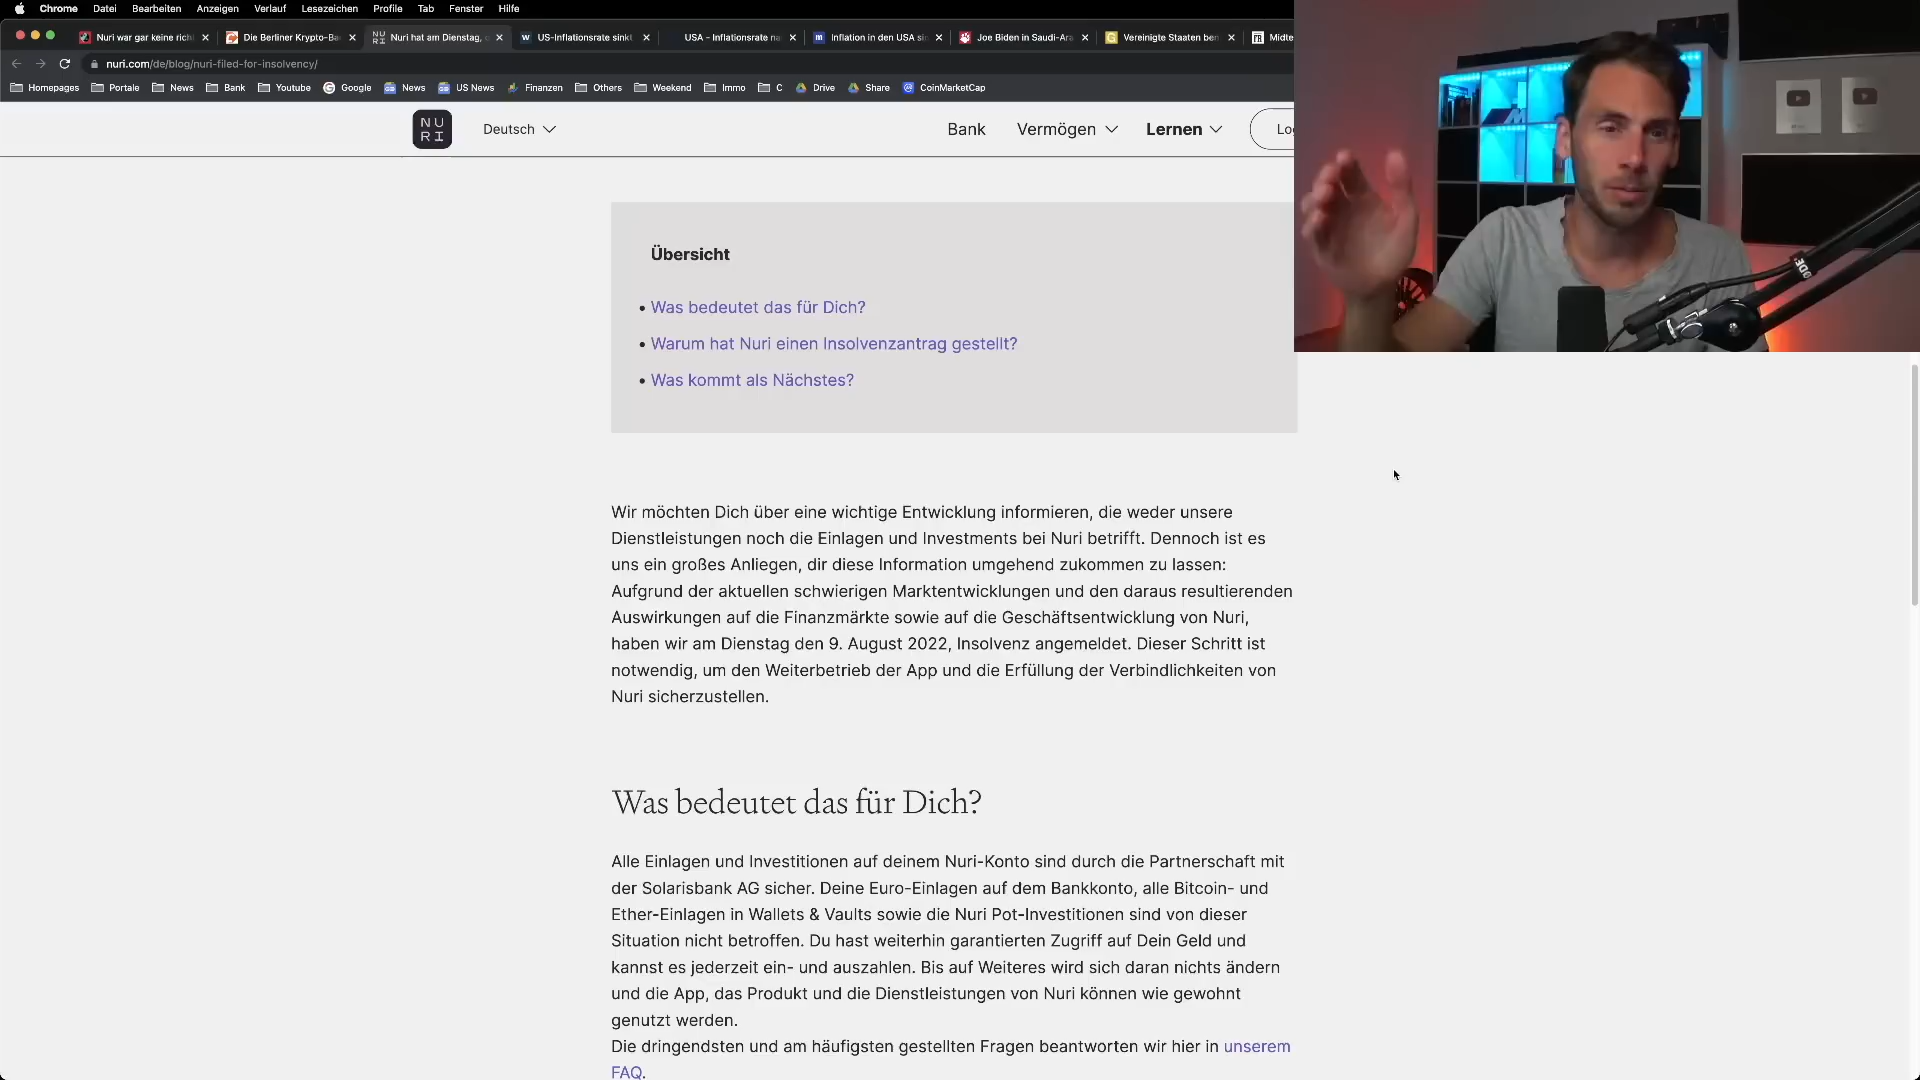 Chrome Datei Bearbeiten Anzeigen Verlauf Lesezeichen Profile Tab Fenster Hilfe
Nuri war gar keine rich
Die Berliner Krypto-Ba
Nuri hat am Dienstag,
US-Inflationsrate sinkt
USA – Inflationsrate na
Inflation in den USA si
Joe Biden in Saudi-Ara
Vereinigte Staaten be
Midte
nuri.com/de/blog/nuri-filed-for-insolvency/
Homepages Portale News Bank Youtube Google News US News Finanzen Others Weekend Immo C Drive Share CoinMarketCap
NU
RI
Deutsch
Bank Vermögen Lernen Lo
Übersicht
• Was bedeutet das für Dich?
• Warum hat Nuri einen Insolvenzantrag gestellt?
• Was kommt als Nächstes?
Wir möchten Dich über eine wichtige Entwicklung informieren, die weder unsere
Dienstleistungen noch die Einlagen und Investments bei Nuri betrifft. Dennoch ist es
uns ein großes Anliegen, dir diese Information umgehend zukommen zu lassen:
Aufgrund der aktuellen schwierigen Marktentwicklungen und den daraus resultierenden
Auswirkungen auf die Finanzmärkte sowie auf die Geschäftsentwicklung von Nuri,
haben wir am Dienstag den 9. August 2022, Insolvenz angemeldet. Dieser Schritt ist
notwendig, um den Weiterbetrieb der App und die Erfüllung der Verbindlichkeiten von
Nuri sicherzustellen.
Was bedeutet das für Dich?
Alle Einlagen und Investitionen auf deinem Nuri-Konto sind durch die Partnerschaft mit
der Solarisbank AG sicher. Deine Euro-Einlagen auf dem Bankkonto, alle Bitcoin- und
Ether-Einlagen in Wallets & Vaults sowie die Nuri Pot-Investitionen sind von dieser
Situation nicht betroffen. Du hast weiterhin garantierten Zugriff auf Dein Geld und
kannst es jederzeit ein- und auszahlen. Bis auf Weiteres wird sich daran nichts ändern
und die App, das Produkt und die Dienstleistungen von Nuri können wie gewohnt
genutzt werden.
Die dringendsten und am häufigsten gestellten Fragen beantworten wir hier in unserem
FAQ.